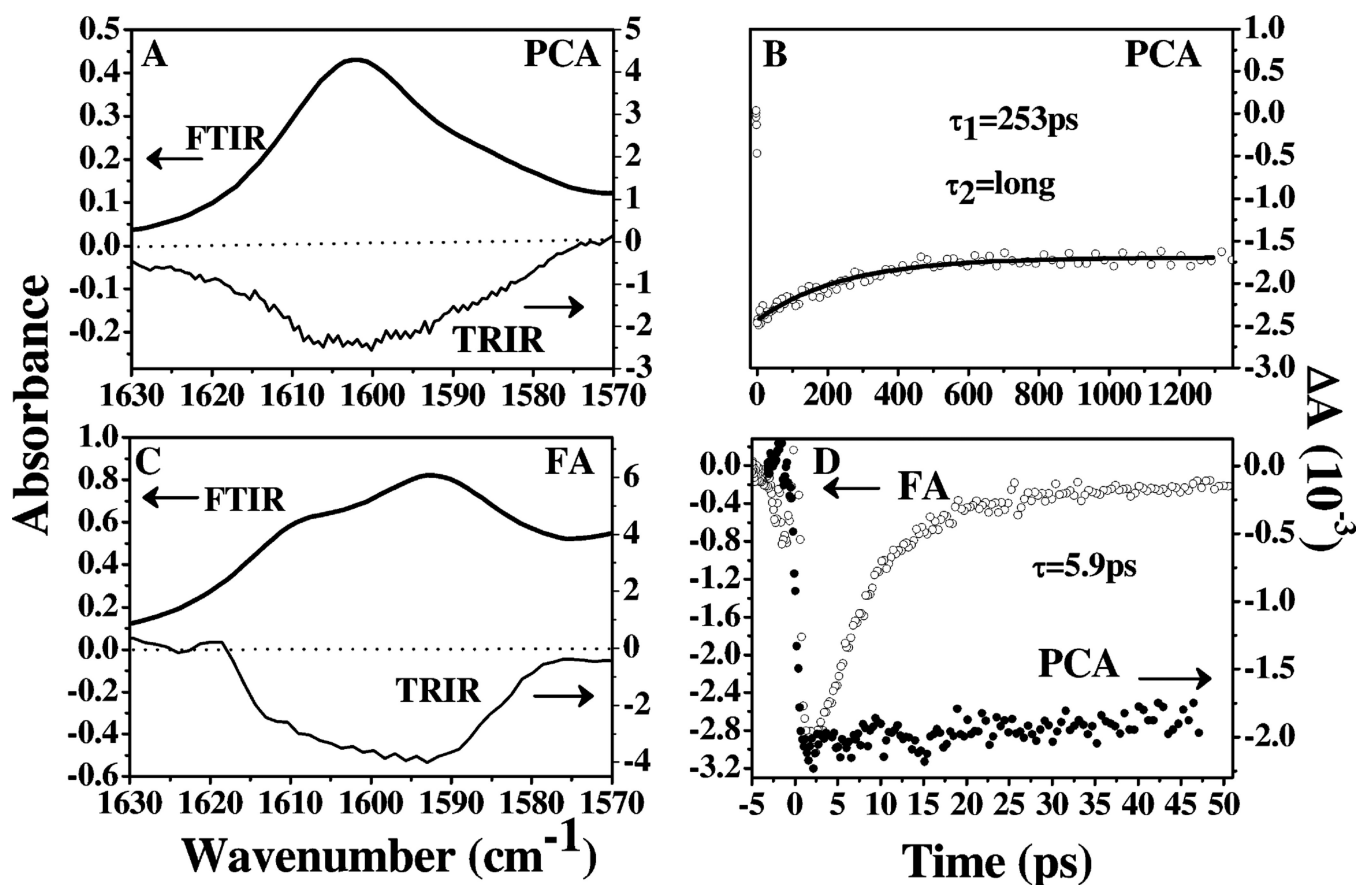 A PCA
FTIR
TRIR
0.5
0.4
0.3
0.2
0.1
0.0
-0.1
-0.2
5
4
3
2
1
0
-1
-2
-3
1630 1620 1610 1600 1590 1580 1570
B PCA
τ1=253ps
τ2=long
1.0
0.5
0.0
-0.5
-1.0
-1.5
-2.0
-2.5
-3.0
0 200 400 600 800 1000 1200
C FA
FTIR
TRIR
1.0
0.8
0.6
0.4
0.2
0.0
-0.2
-0.4
-0.6
6
4
2
0
-2
-4
1630 1620 1610 1600 1590 1580 1570
D
FA
τ=5.9ps
PCA
0.0
-0.4
-0.8
-1.2
-1.6
-2.0
-2.4
-2.8
-3.2
0.0
-0.5
-1.0
-1.5
-2.0
-5 0 5 10 15 20 25 30 35 40 45 50
Absorbance
ΔA (10-3)
Wavenumber (cm-1)
Time (ps)